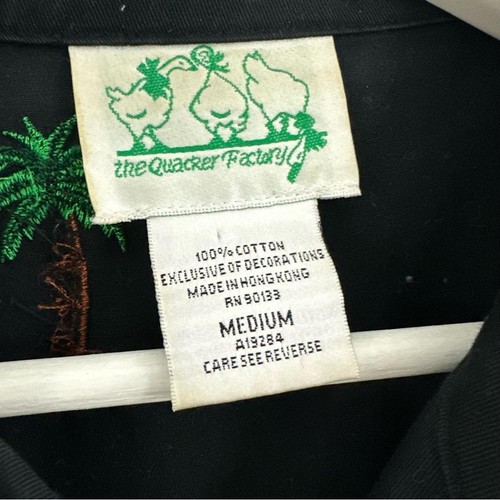 the Quacker Factory
100% COTTON
EXCLUSIVE OF DECORATIONS
MADE IN HONG KONG
RN 90133
MEDIUM
A19284
CARE SEE REVERSE